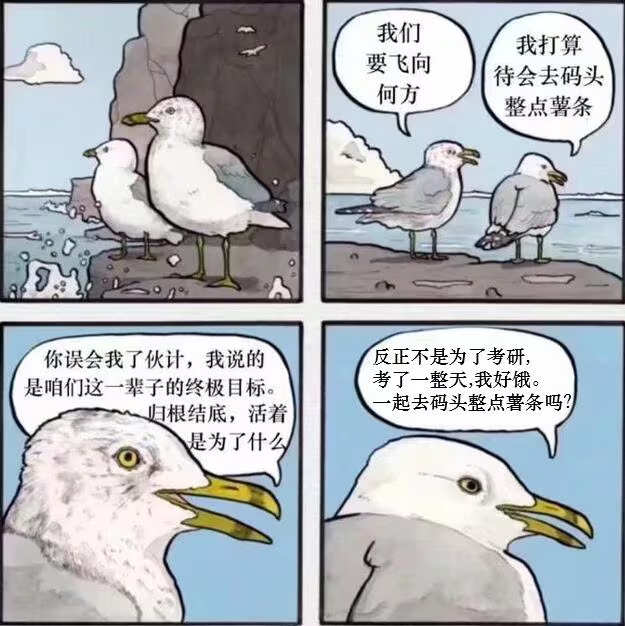 我们
要飞向
何方
我打算
待会去码头
整点薯条
你误会我了伙计，我说的
是咱们这一辈子的终极目标。
归根结底，活着
是为了什么
反正不是为了考研,
考了一整天,我好饿。
一起去码头整点薯条吗?